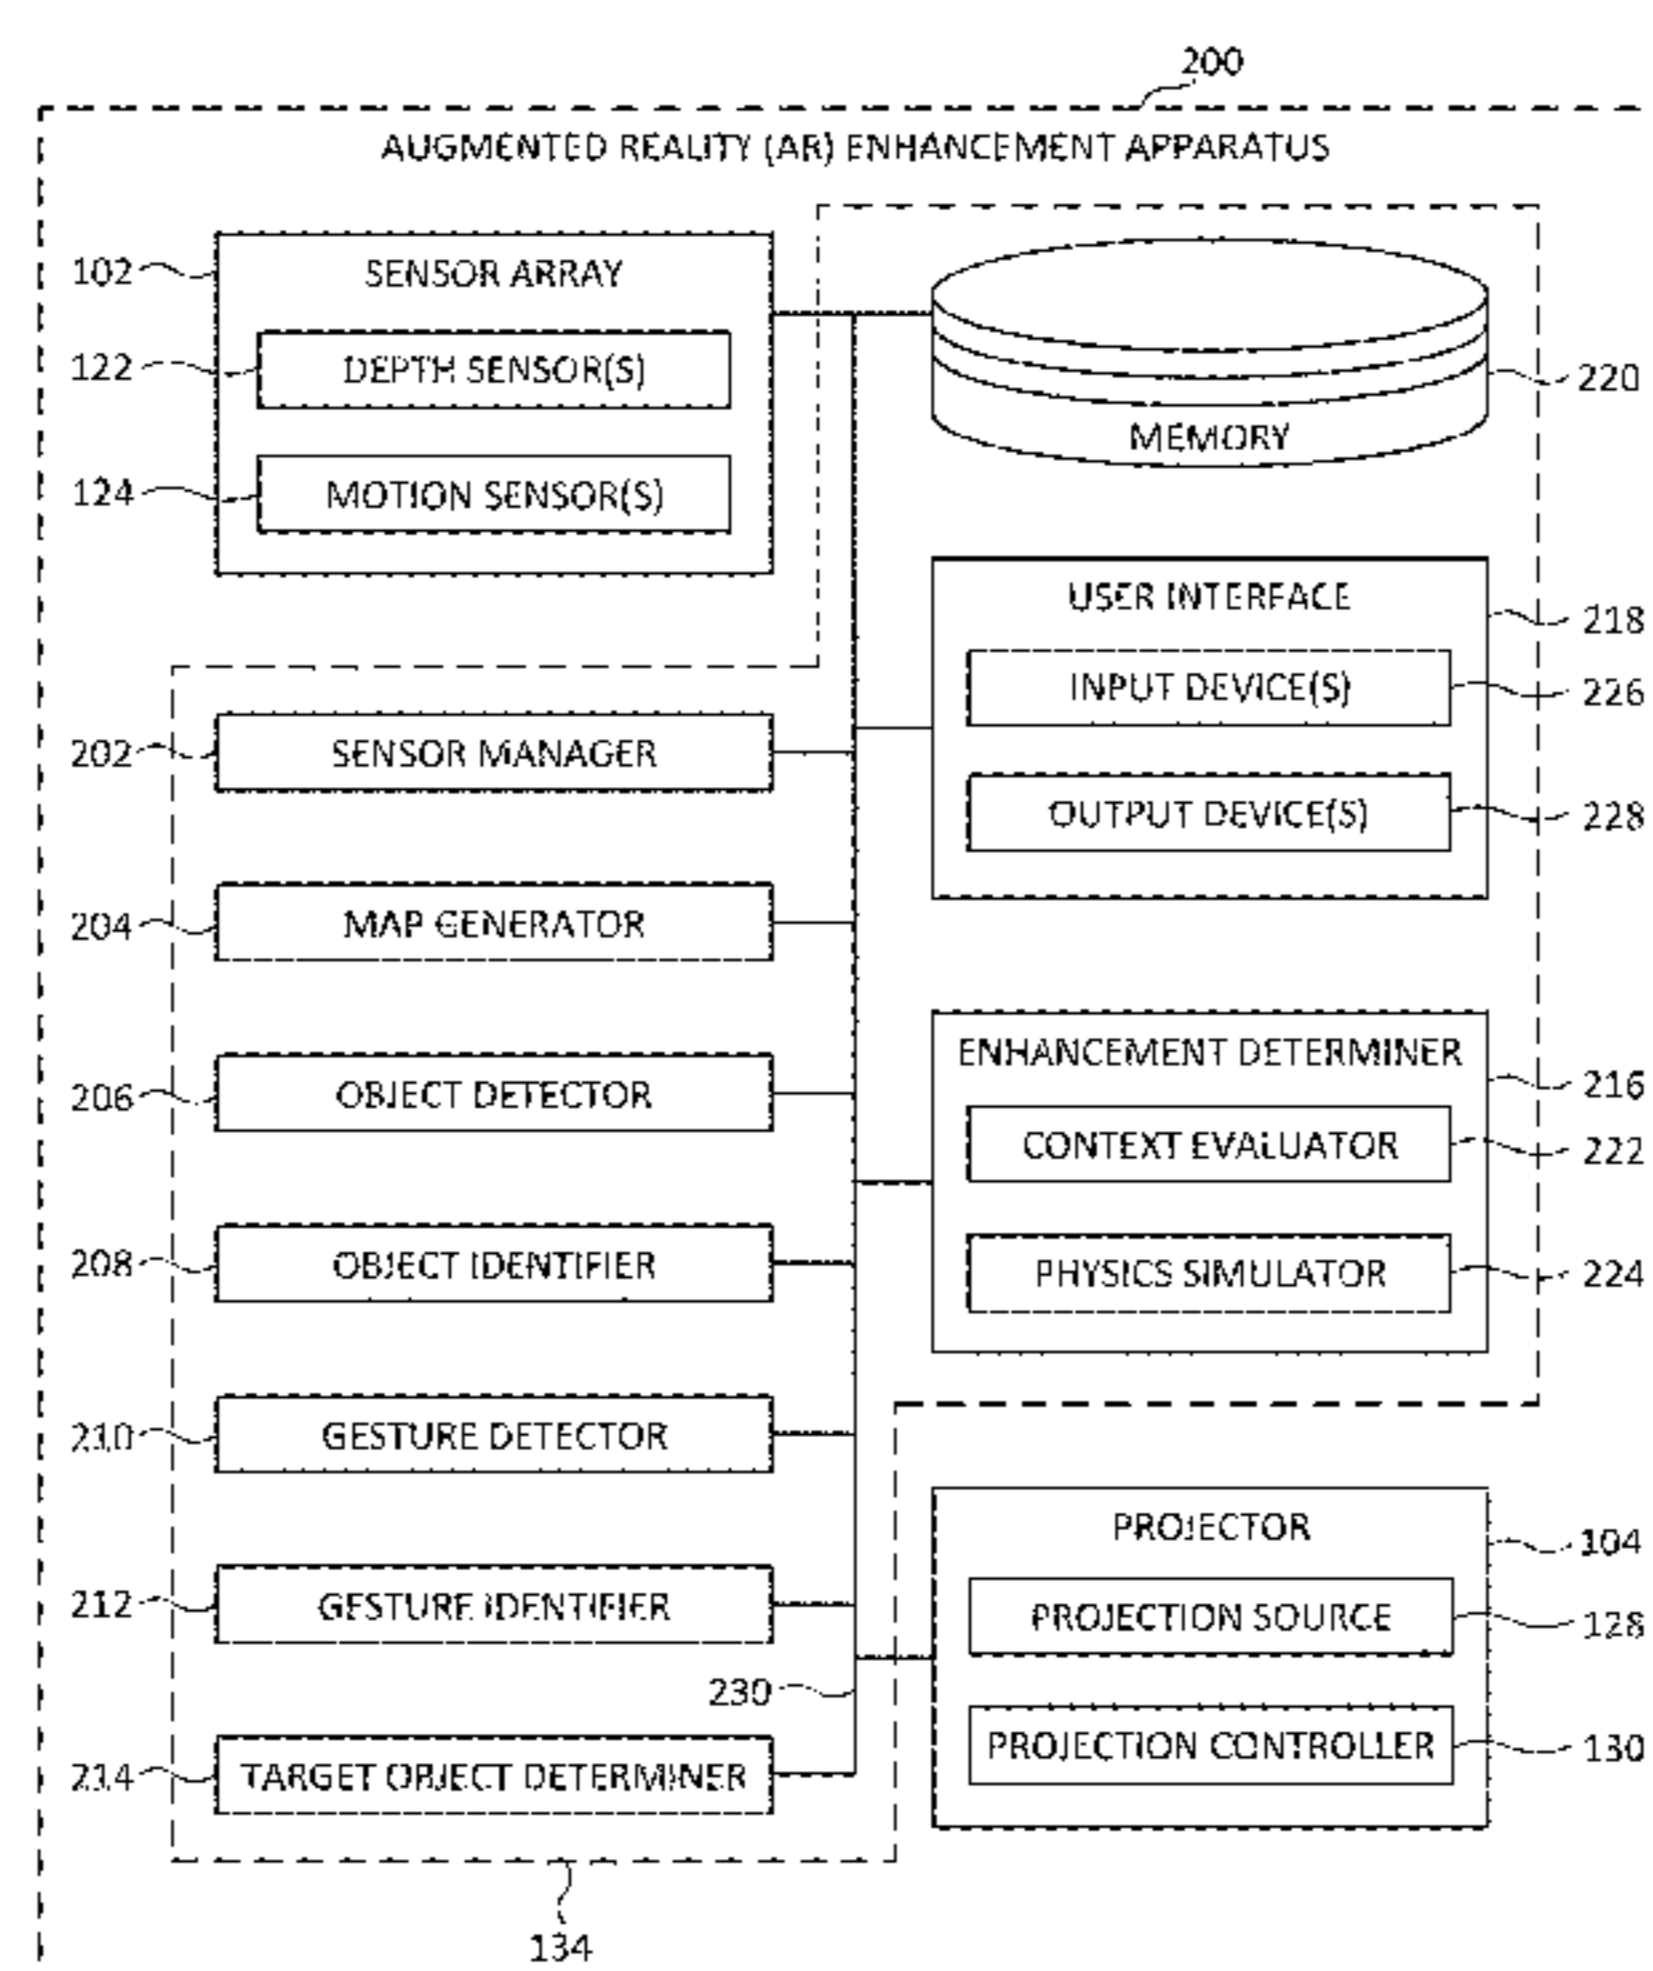 200
AUGMENTED REALITY (AR) ENHANCEMENT APPARATUS
102
SENSOR ARRAY
122
DEPTH SENSOR(S)
124
MOTION SENSOR(S)
220
MEMORY
USER INTERFACE
218
INPUT DEVICE(S)
226
OUTPUT DEVICE(S)
228
202
SENSOR MANAGER
204
MAP GENERATOR
206
OBJECT DETECTOR
208
OBJECT IDENTIFIER
210
GESTURE DETECTOR
212
GESTURE IDENTIFIER
230
214
TARGET OBJECT DETERMINER
ENHANCEMENT DETERMINER
216
CONTEXT EVALUATOR
222
PHYSICS SIMULATOR
224
PROJECTOR
104
PROJECTION SOURCE
128
PROJECTION CONTROLLER
130
134